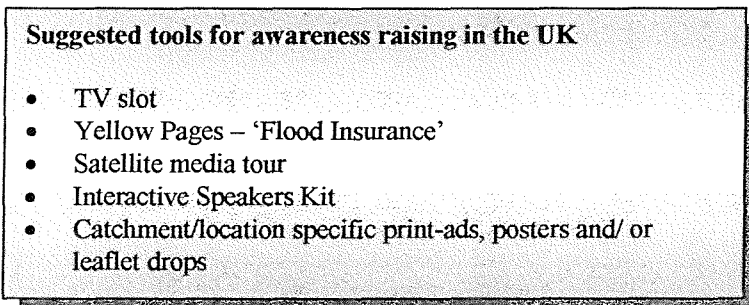 Suggested tools for awareness raising in the UK
• TV slot
• Yellow Pages – ‘Flood Insurance’
• Satellite media tour
• Interactive Speakers Kit
• Catchment/location specific print-ads, posters and/ or
leaflet drops